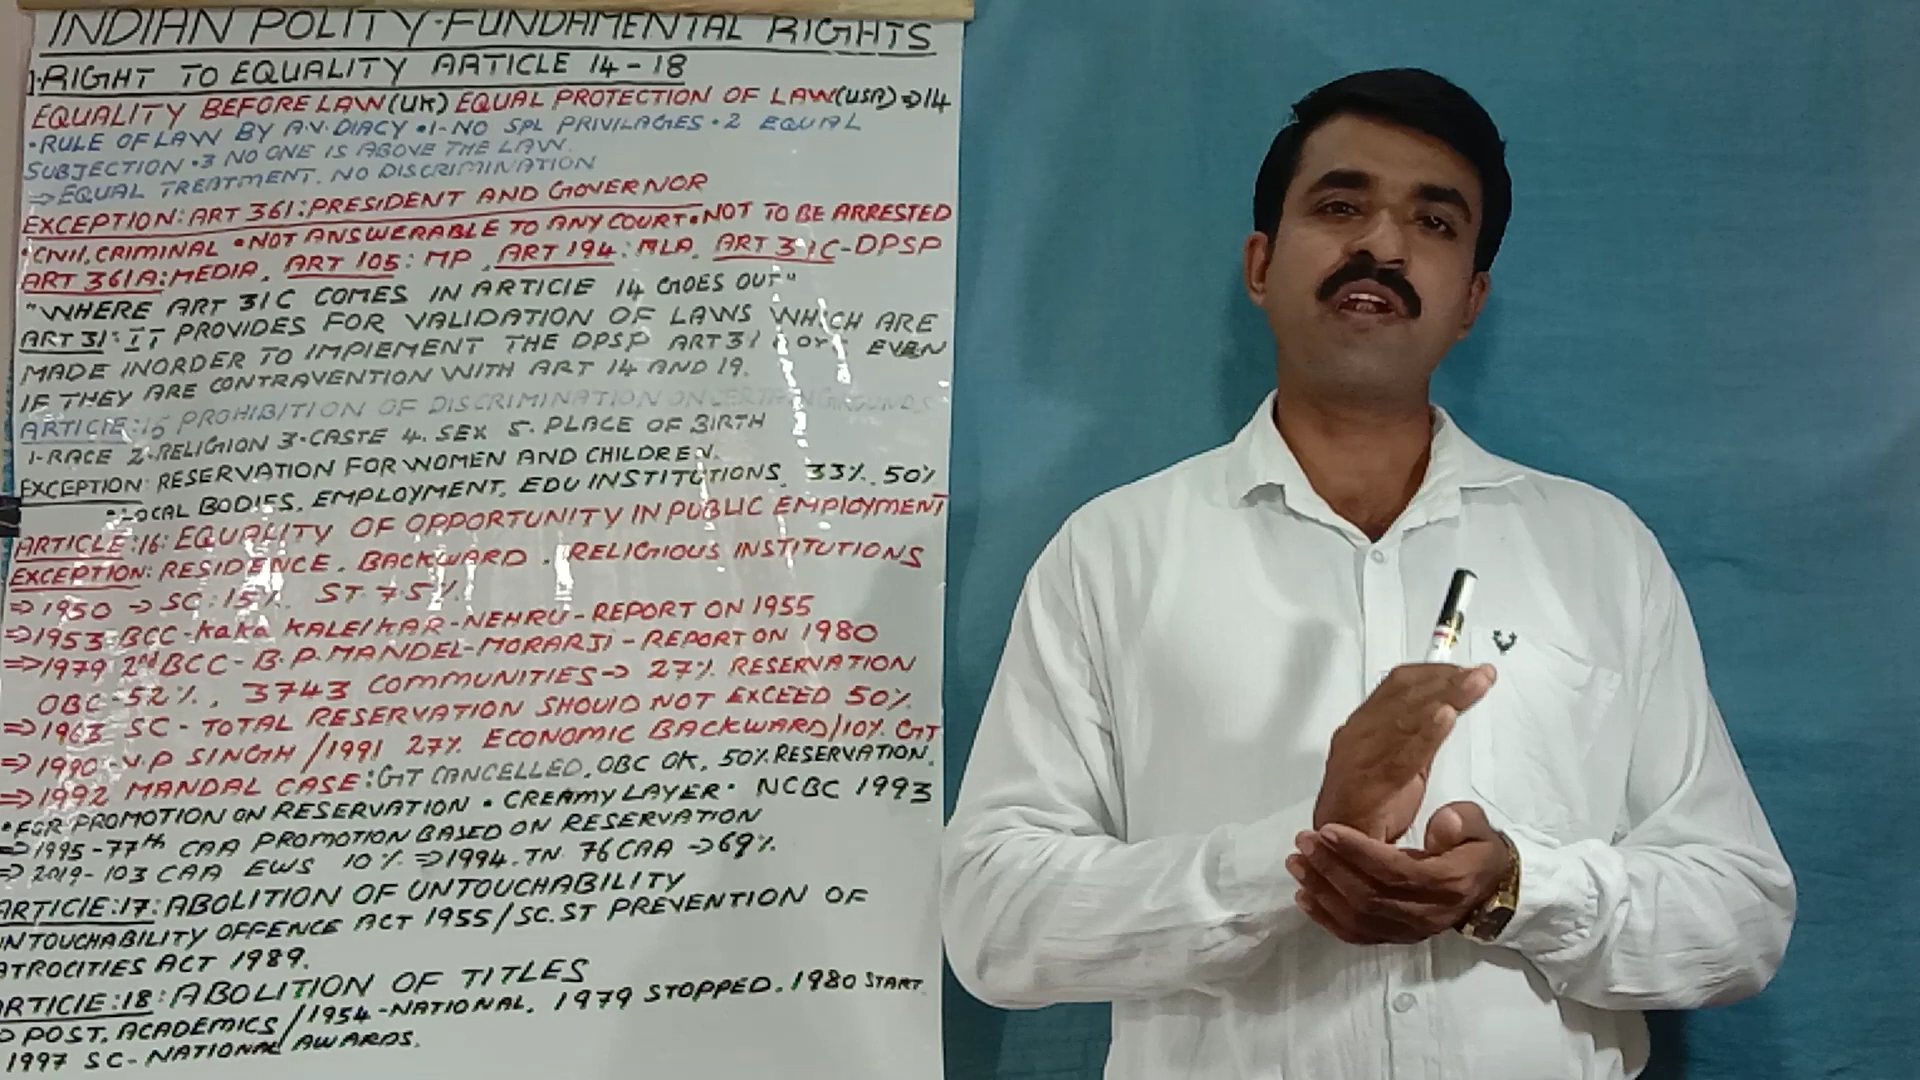 INDIAN POLITY-FUNDAMENTAL RIGHTS
1.RIGHT TO EQUALITY ARTICLE 14-18
EQUALITY BEFORE LAW(UK) EQUAL PROTECTION OF LAW(USA)⇒14
•RULE OF LAW BY A.V.DIACY •1-NO SPL PRIVILAGES •2 EQUAL
SUBJECTION •3 NO ONE IS ABOVE THE LAW.
⇒EQUAL TREATMENT. NO DISCRIMINATION
EXCEPTION: ART 361:PRESIDENT AND GOVERNOR
•CIVIL, CRIMINAL •NOT ANSWERABLE TO ANY COURT•NOT TO BE ARRESTED
ART 361A:MEDIA, ART 105: MP, ART 194: MLA, ART 31C-DPSP
"WHERE ART 31C COMES IN ARTICLE 14 GOES OUT"
ART 31: IT PROVIDES FOR VALIDATION OF LAWS WHICH ARE
MADE INORDER TO IMPLEMENT THE DPSP ART 3 EVEN
IF THEY ARE CONTRAVENTION WITH ART 14 AND 19.
ARTICLE:15 PROHIBITION OF DISCRIMINATION ON CERTAIN GROUNDS
1-RACE 2-RELIGION 3-CASTE 4. SEX 5. PLACE OF BIRTH
EXCEPTION: RESERVATION FOR WOMEN AND CHILDREN.
•LOCAL BODIES, EMPLOYMENT, EDU INSTITUTIONS, 33%, 50%
ARTICLE:16: EQUALITY OF OPPORTUNITY IN PUBLIC EMPLOYMENT
EXCEPTION: RESIDENCE. BACKWARD. RELIGIOUS INSTITUTIONS
⇒1950 → SC:15%. ST 7.5%.
⇒1953 BCC-KaKa KALELKAR-NEHRU-REPORT ON 1955
⇒1979 2nd BCC-B.P.MANDEL-MORARJI-REPORT ON 1980
OBC-52%, 3743 COMMUNITIES→ 27% RESERVATION
⇒1963 SC-TOTAL RESERVATION SHOULD NOT EXCEED 50%
⇒1990-V.P SINGH/1991 27% ECONOMIC BACKWARD/10% GT
⇒1992 MANDAL CASE:GT CANCELLED, OBC OK, 50% RESERVATION.
•FOR PROMOTION ON RESERVATION • CREAMY LAYER • NCBC 1993
⇒1995-77th CAA PROMOTION BASED ON RESERVATION
⇒2019-103 CAA EWS 10% ⇒1994. TN 76 CAA →69%
ARTICLE:17: ABOLITION OF UNTOUCHABILITY
UNTOUCHABILITY OFFENCE ACT 1955/SC.ST PREVENTION OF
ATROCITIES ACT 1989.
ARTICLE:18: ABOLITION OF TITLES
POST, ACADEMICS/1954-NATIONAL. 1979 STOPPED. 1980 START
1997 SC-NATIONAL AWARDS.